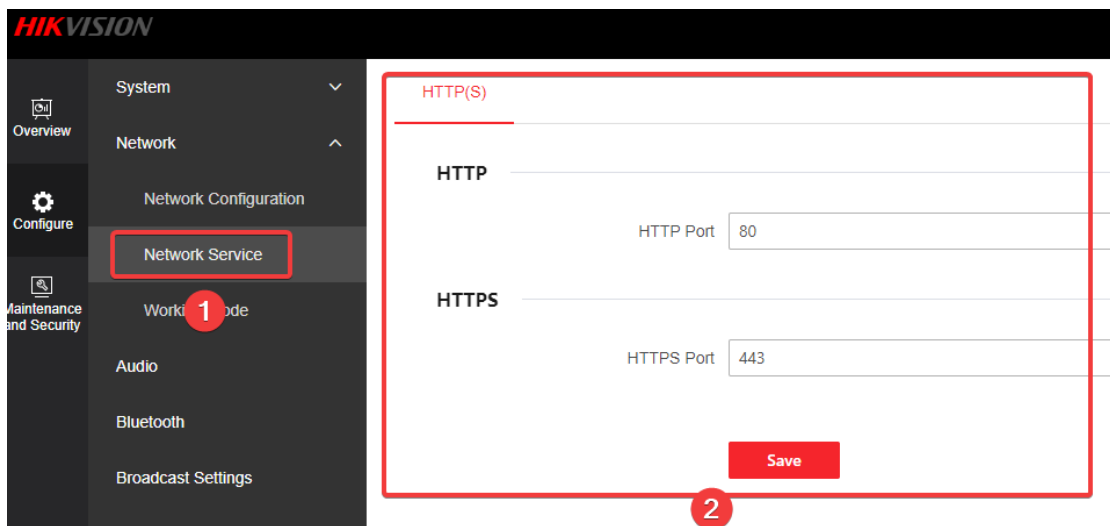 HIKVISION
Overview
Configure
Maintenance
and Security
System
Network
Network Configuration
Network Service
1
Audio
Bluetooth
Broadcast Settings
HTTP(S)
HTTP
HTTP Port 80
HTTPS
HTTPS Port 443
Save
2